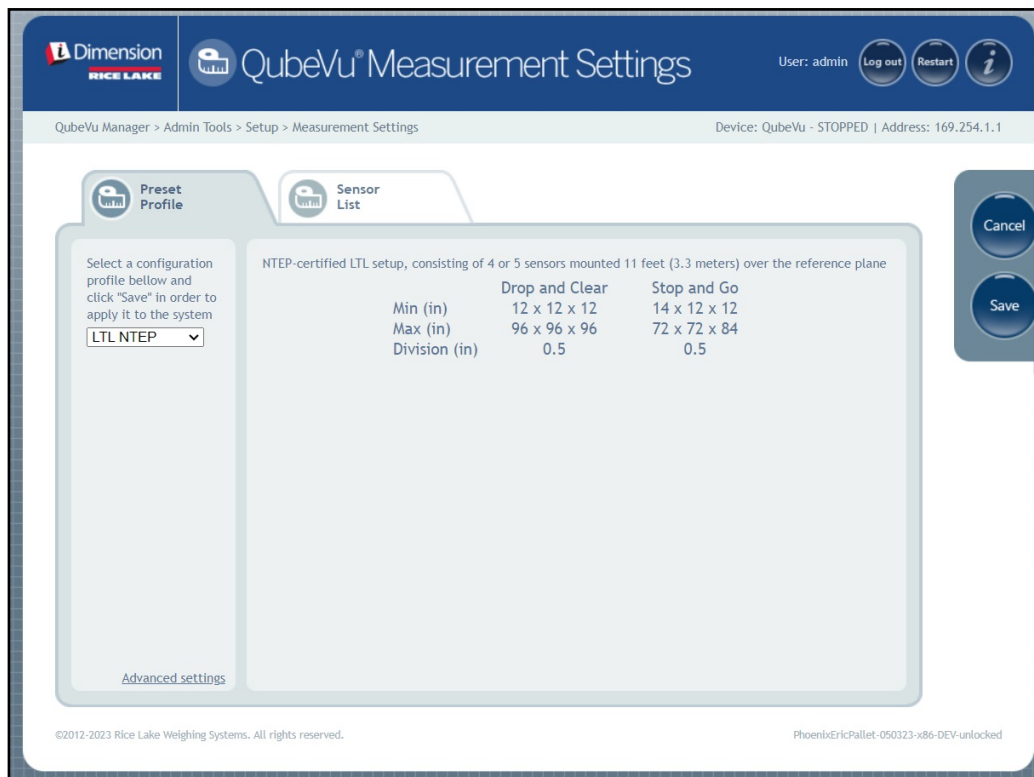 i Dimension
RICE LAKE
QubeVu® Measurement Settings
User: admin
Log out
Restart
i
QubeVu Manager > Admin Tools > Setup > Measurement Settings
Device: QubeVu - STOPPED | Address: 169.254.1.1
Preset
Profile
Sensor
List
Cancel
Save
Select a configuration
profile bellow and
click "Save" in order to
apply it to the system
LTL NTEP
NTEP-certified LTL setup, consisting of 4 or 5 sensors mounted 11 feet (3.3 meters) over the reference plane
Drop and Clear Stop and Go
Min (in) 12 x 12 x 12 14 x 12 x 12
Max (in) 96 x 96 x 96 72 x 72 x 84
Division (in) 0.5 0.5
Advanced settings
©2012-2023 Rice Lake Weighing Systems. All rights reserved.
PhoenixEricPallet-050323-x86-DEV-unlocked